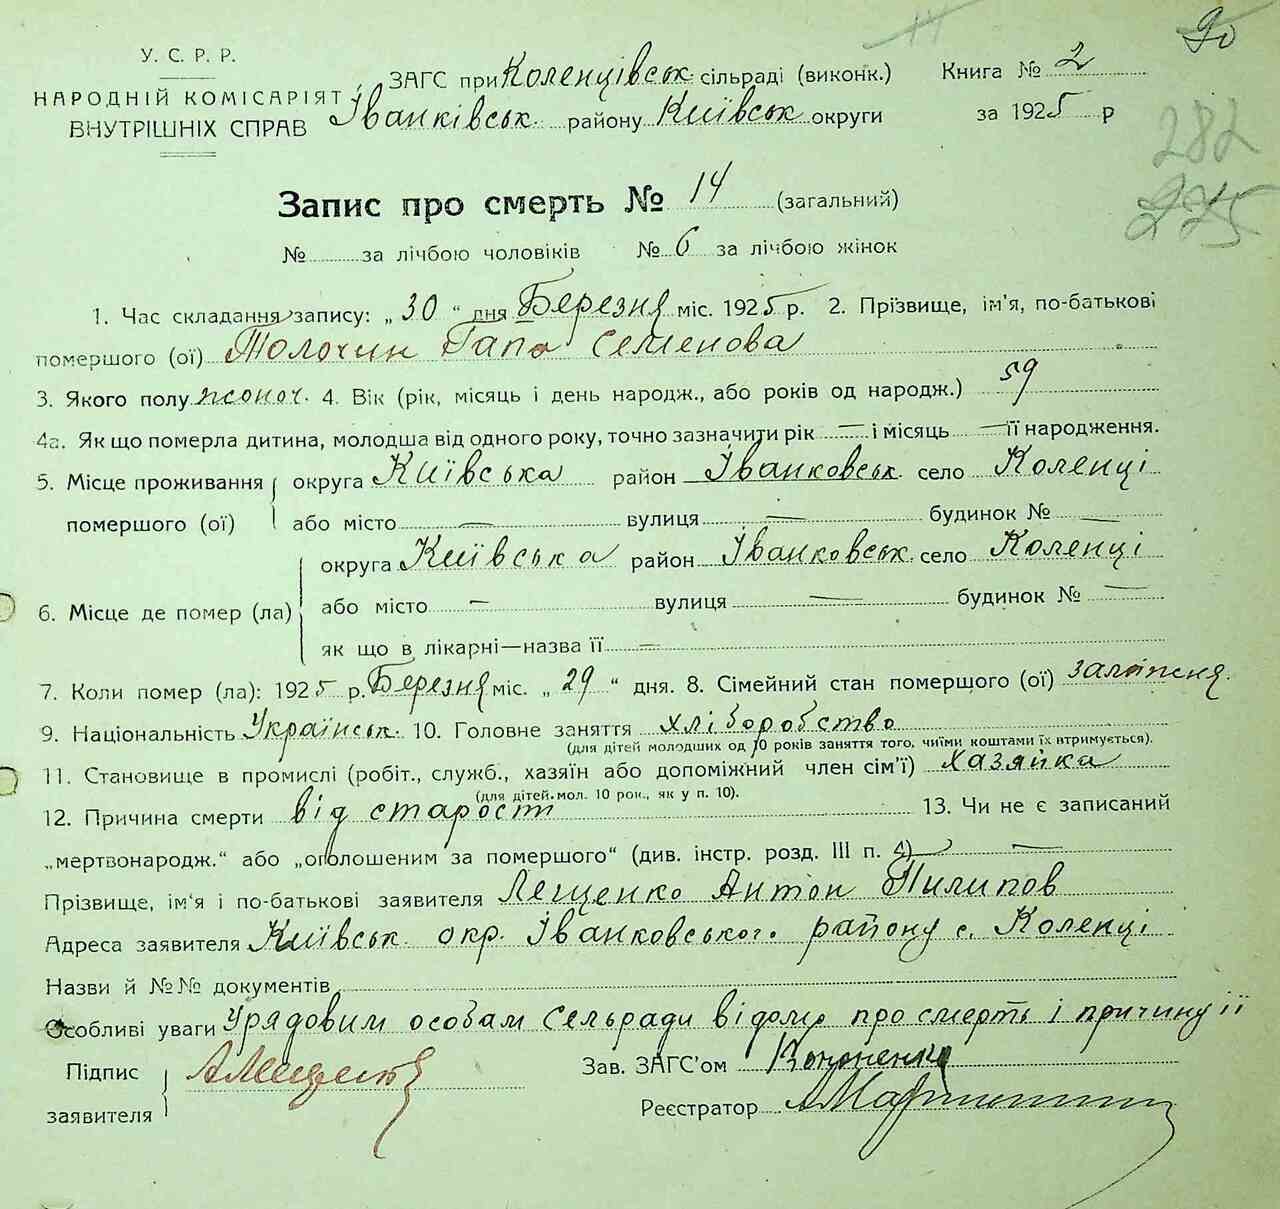 90
У. С. Р. Р.
НАРОДНІЙ КОМІСАРІЯТ
ВНУТРІШНІХ СПРАВ
ЗАГС при Коленцівськ. сільраді (виконк.) Книга № 2
Іванківськ. району Київськ округи за 1925 р
282
275
Запис про смерть № 14 (загальний)
№ за лічбою чоловіків № 6 за лічбою жінок
1. Час складання запису: „30“ дня Березня міс. 1925 р. 2. Прізвище, ім'я, по-батькові
помершого (ої) Толочин Гапа Семенова
3. Якого полу жоноч. 4. Вік (рік, місяць і день народж., або років од народж.) 59
4а. Як що померла дитина, молодша від одного року, точно зазначити рік — і місяць — її народження.
5. Місце проживання округа Київська район Іванковськ. село Коленці
помершого (ої) або місто — вулиця — будинок № —
округа Київська район Іванковськ. село Коленці
6. Місце де помер (ла) або місто — вулиця — будинок № —
як що в лікарні—назва її —
7. Коли помер (ла): 1925 р. Березня міс. „29“ дня. 8. Сімейний стан померщого (ої)
9. Національність Українськ. 10. Головне заняття хліборобство
(для дітей молодших од 10 років заняття того, чиїми коштами їх втримується).
11. Становище в промислі (робіт., служб., хазяїн або допоміжний член сім'ї) хазяйка
(для дітей мол. 10 рок., як у п. 10).
12. Причина смерти від старости 13. Чи не є записаний
„мертвонародж.“ або „оголошеним за помершого“ (див. інстр. розд. III п. 4) —
Прізвище, ім'я і по-батькові заявителя Лещенко Антон Пилипов
Адреса заявителя Київськ. окр. Іванковського району с. Коленці
Назви й №№ документів
Особливі уваги Урядовим особам сельради відомо про смерть і причину її
Підпис Зав. ЗАГС'ом Кононенко
заявителя АЛещенко
Реєстратор